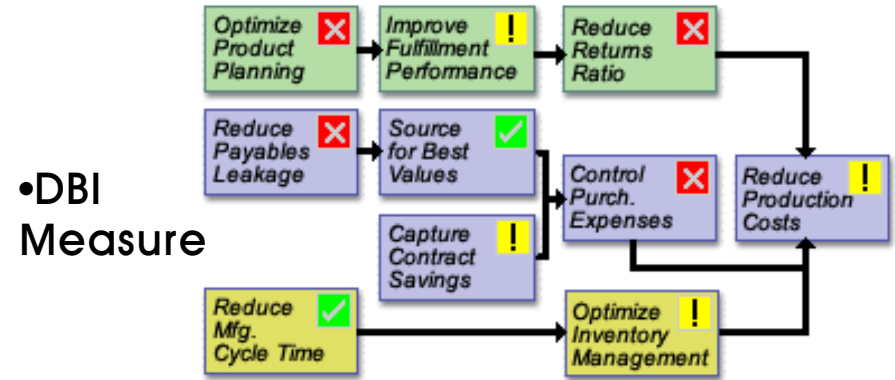 Optimize
Product
Planning
Improve
Fulfillment
Performance
Reduce
Returns
Ratio
Reduce
Payables
Leakage
Source
for Best
Values
•DBI
Measure
Control
Purch.
Expenses
Reduce
Production
Costs
Capture
Contract
Savings
Reduce
Mfg.
Cycle Time
Optimize
Inventory
Management